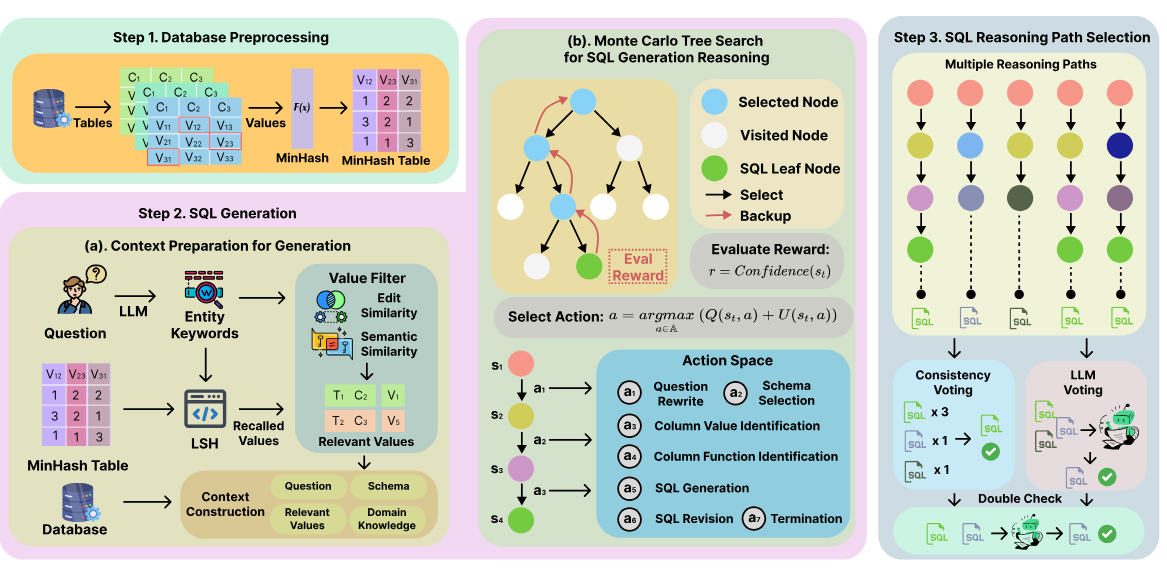 Step 1. Database Preprocessing
Tables
C₁ C₂ C₃
V
V
C₁ C₂ C₃
V
V
C₁ C₂ C₃
V₁₁ V₁₂ V₁₃
V₂₁ V₂₂ V₂₃
V₃₁ V₃₂ V₃₃
Values
F(x)
MinHash
V₁₂ V₂₃ V₃₁
1 2 2
3 2 1
1 1 3
MinHash Table
Step 2. SQL Generation
(a). Context Preparation for Generation
Question
LLM
Entity
Keywords
Value Filter
Edit
Similarity
Semantic
Similarity
T₁ C₂ V₁
T₂ C₃ V₅
Relevant Values
V₁₂ V₂₃ V₃₁
1 2 2
3 2 1
1 1 3
MinHash Table
LSH
Recalled
Values
Database
Context
Construction
Question
Schema
Relevant
Values
Domain
Knowledge
(b). Monte Carlo Tree Search
for SQL Generation Reasoning
Eval
Reward
Selected Node
Visited Node
SQL Leaf Node
Select
Backup
Evaluate Reward:
r = Confidence(sₜ)
Select Action: a = argmax (Q(sₜ, a) + U(sₜ, a))
a∈𝔸
s₁
a₁
s₂
a₂
s₃
a₃
s₄
Action Space
a₁ Question
Rewrite
a₂ Schema
Selection
a₃ Column Value Identification
a₄ Column Function Identification
a₅ SQL Generation
a₆ SQL Revision
a₇ Termination
Step 3. SQL Reasoning Path Selection
Multiple Reasoning Paths
SQL SQL SQL SQL SQL
Consistency
Voting
SQL x 3
SQL x 1
SQL x 1
SQL
LLM
Voting
SQL
SQL
SQL
SQL
Double Check
SQL SQL SQL